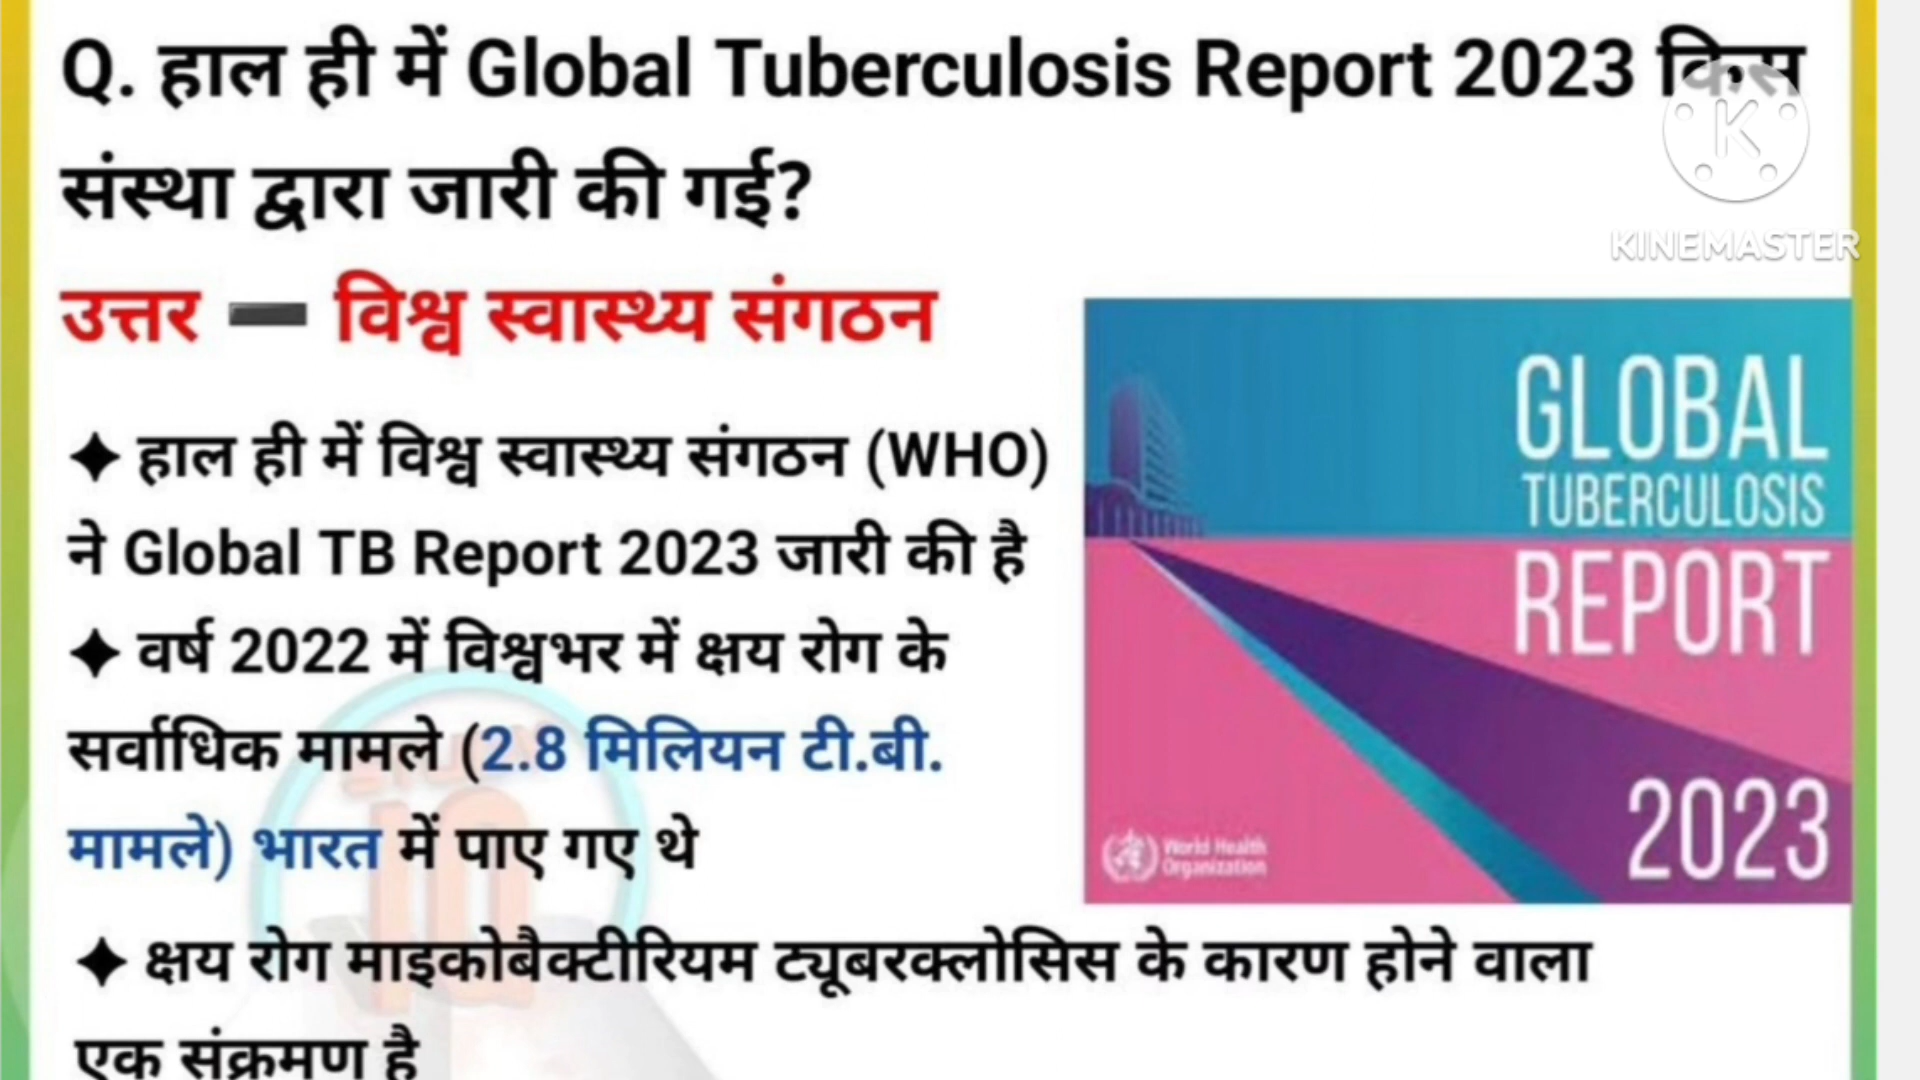 Q. हाल ही में Global Tuberculosis Report 2023 किस
संस्था द्वारा जारी की गई?
KINEMASTER
उत्तर ➖ विश्व स्वास्थ्य संगठन
✦ हाल ही में विश्व स्वास्थ्य संगठन (WHO)
ने Global TB Report 2023 जारी की है
✦ वर्ष 2022 में विश्वभर में क्षय रोग के
सर्वाधिक मामले (2.8 मिलियन टी.बी.
मामले) भारत में पाए गए थे
✦ क्षय रोग माइकोबैक्टीरियम ट्यूबरक्लोसिस के कारण होने वाला
एक संक्रमण है
GLOBAL
TUBERCULOSIS
REPORT
2023
World Health
Organization